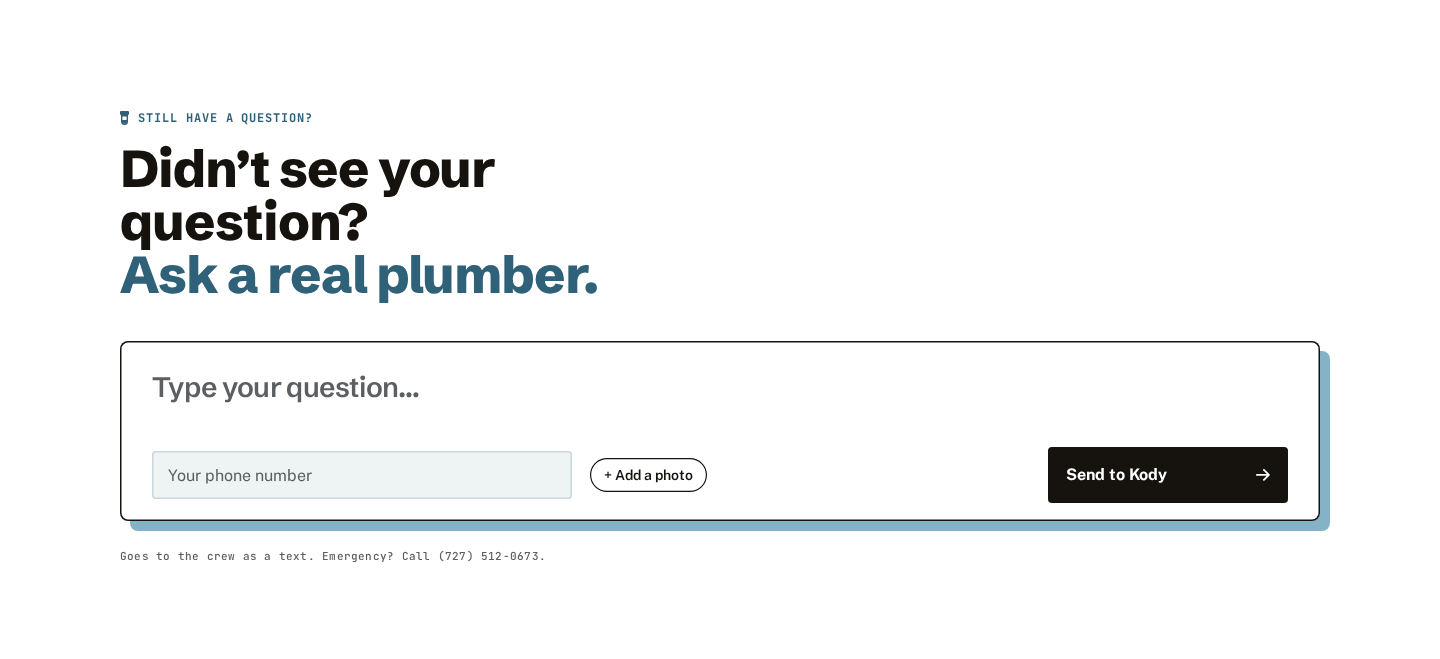 STILL HAVE A QUESTION?
Didn’t see your
question?
Ask a real plumber.
Type your question...
Your phone number
+ Add a photo
Send to Kody →
Goes to the crew as a text. Emergency? Call (727) 512-0673.